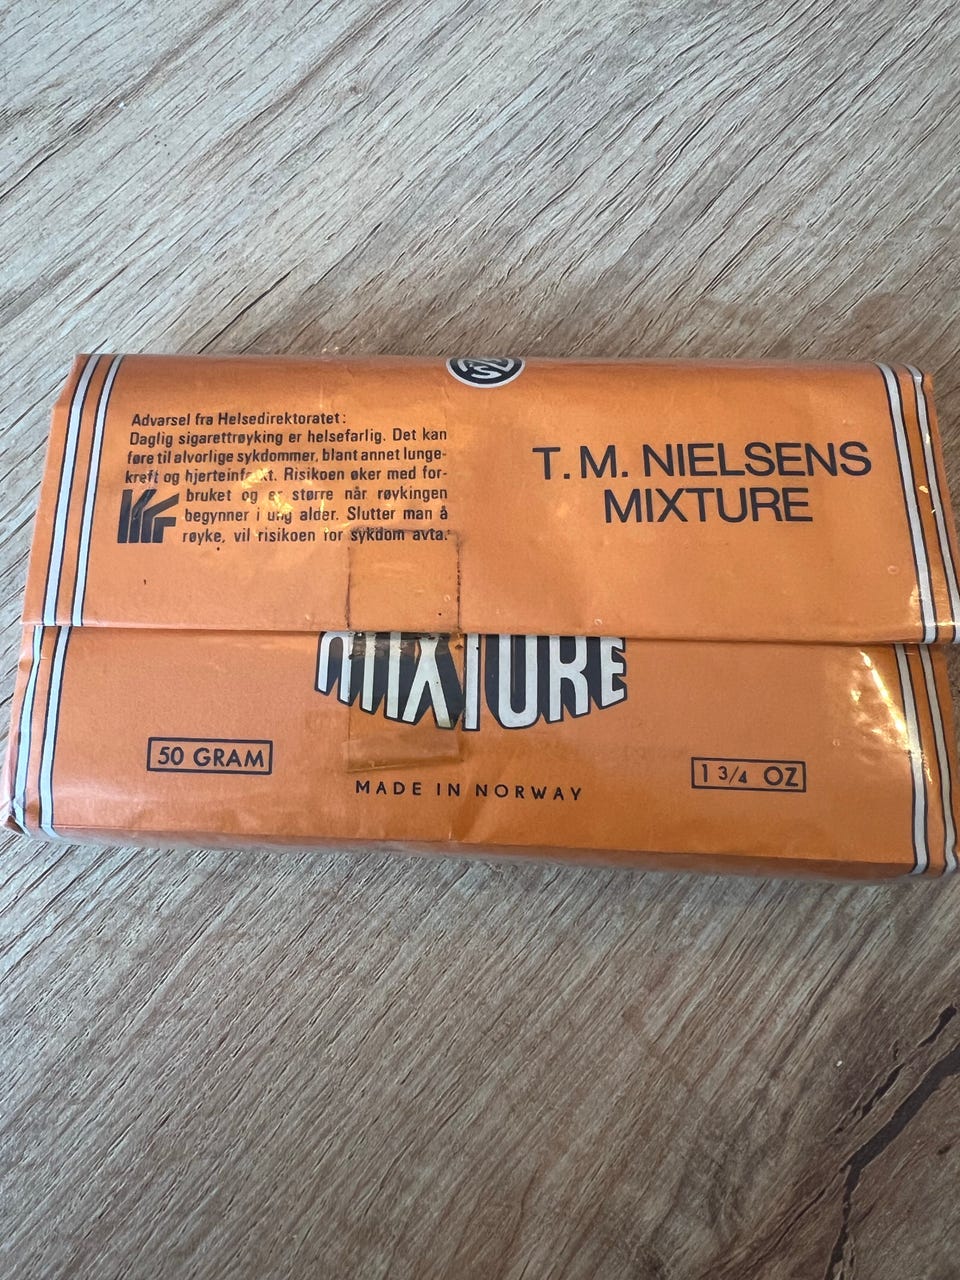 Advarsel fra Helsedirektoratet:
Daglig sigarettrøyking er helsefarlig. Det kan
føre til alvorlige sykdommer, blant annet lunge-
kreft og hjerteinfarkt. Risikoen øker med for-
bruket og er større når røykingen
begynner i ung alder. Slutter man å
røyke, vil risikoen for sykdom avta.
T. M. NIELSENS
MIXTURE
MIXTURE
50 GRAM
MADE IN NORWAY
1 3/4 OZ